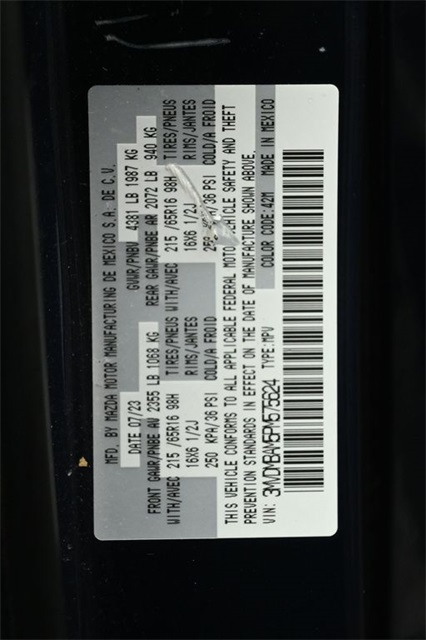 MFD. BY MAZDA MOTOR MANUFACTURING DE MEXICO S.A. DE C.V.
DATE 07/23 GVWR/PNBV 4381 LB 1987 KG
FRONT GAWR/PNBE AV 2355 LB 1068 KG REAR GAWR/PNBE AR 2072 LB 940 KG
WITH/AVEC 215 /65R16 98H TIRES/PNEUS WITH/AVEC 215 /65R16 98H TIRES/PNEUS
16X6 1/2J RIMS/JANTES 16X6 1/2J RIMS/JANTES
250 KPA/36 PSI COLD/A FROID /36 PSI COLD/A FROID
THIS VEHICLE CONFORMS TO ALL APPLICABLE FEDERAL MOTO VEHICLE SAFETY AND THEFT
PREVENTION STANDARDS IN EFFECT ON THE DATE OF MANUFACTURE SHOWN ABOVE.
VIN: 3MVDMBAM5PM575624 TYPE:MPV COLOR CODE:42M MADE IN MEXICO